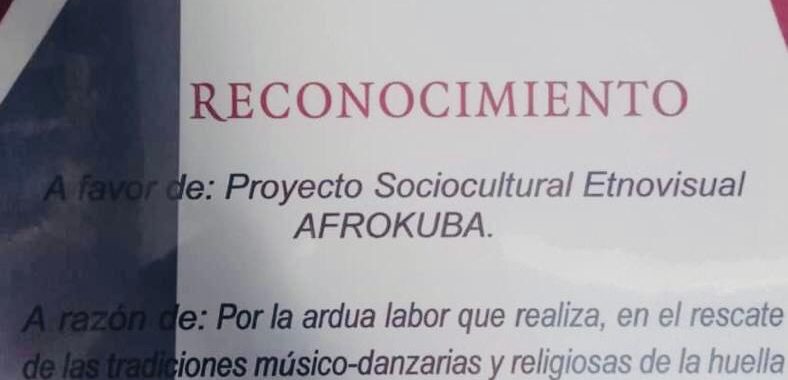 RECONOCIMIENTO
A favor de: Proyecto Sociocultural Etnovisual
AFROKUBA.
A razón de: Por la ardua labor que realiza, en el rescate
de las tradiciones músico-danzarias y religiosas de la huella